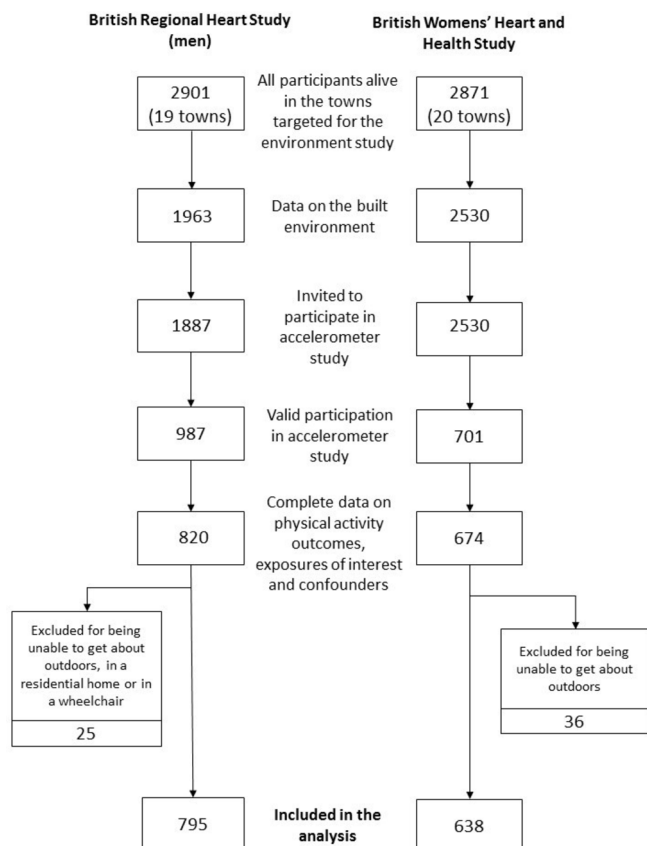 British Regional Heart Study
(men)
British Womens’ Heart and
Health Study
2901
(19 towns)
All participants alive
in the towns
targeted for the
environment study
2871
(20 towns)
1963
Data on the built
environment
2530
1887
Invited to
participate in
accelerometer
study
2530
987
Valid participation
in accelerometer
study
701
820
Complete data on
physical activity
outcomes,
exposures of interest
and confounders
674
Excluded for being
unable to get about
outdoors, in a
residential home or in
a wheelchair
25
Excluded for being
unable to get about
outdoors
36
795
Included in the
analysis
638